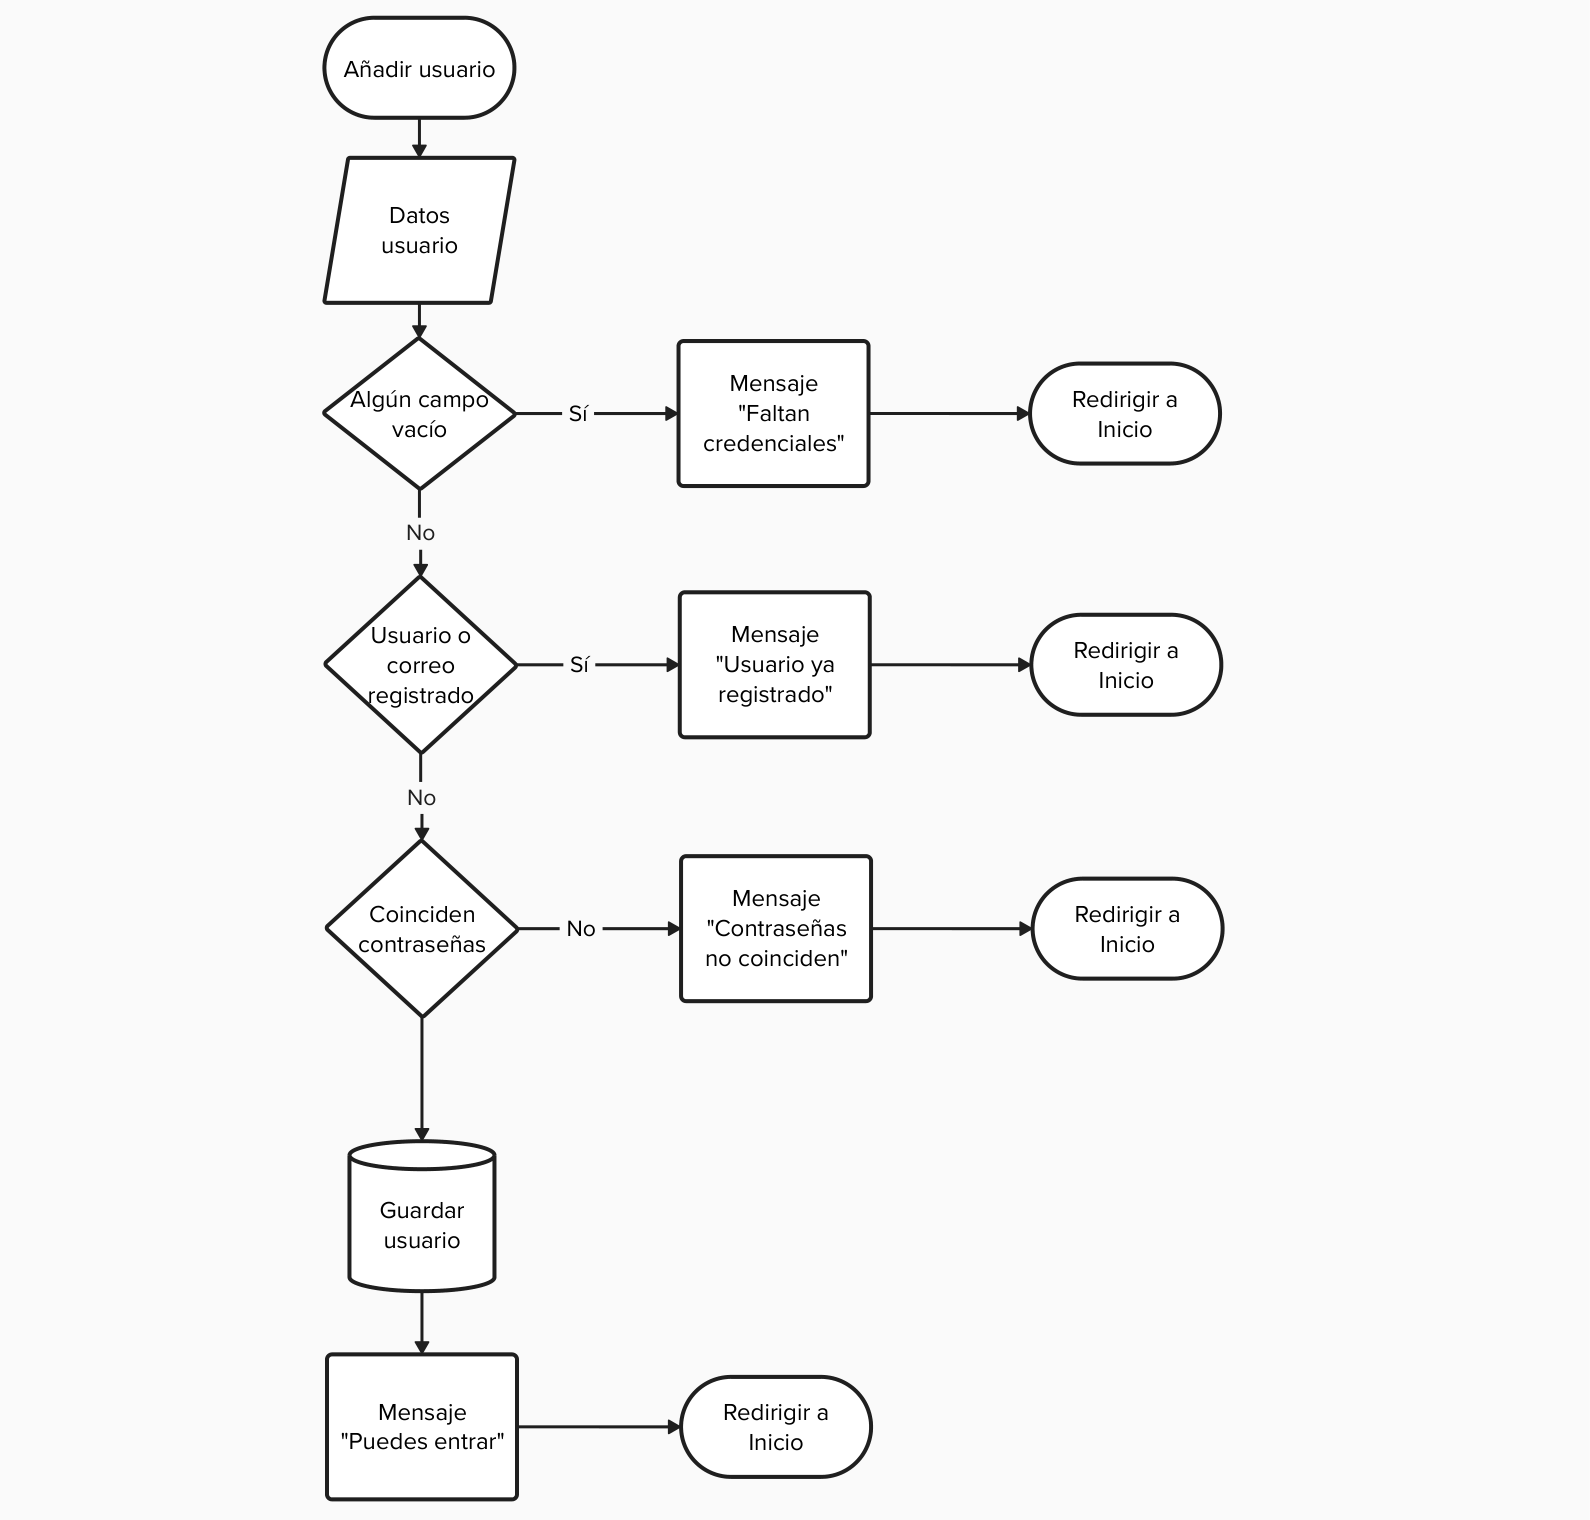 Añadir usuario
Datos
usuario
Algún campo
vacío
Sí
Mensaje
"Faltan
credenciales"
Redirigir a
Inicio
No
Usuario o
correo
registrado
Sí
Mensaje
"Usuario ya
registrado"
Redirigir a
Inicio
No
Coinciden
contraseñas
No
Mensaje
"Contraseñas
no coinciden"
Redirigir a
Inicio
Guardar
usuario
Mensaje
"Puedes entrar"
Redirigir a
Inicio